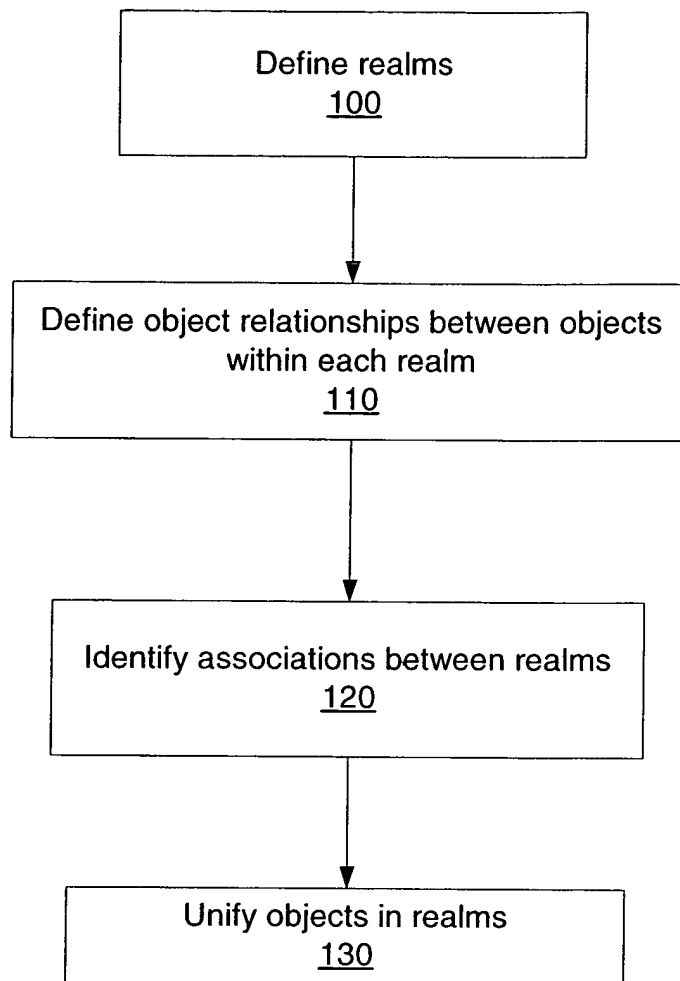 Define realms
100
Define object relationships between objects
within each realm
110
Identify associations between realms
120
Unify objects in realms
130